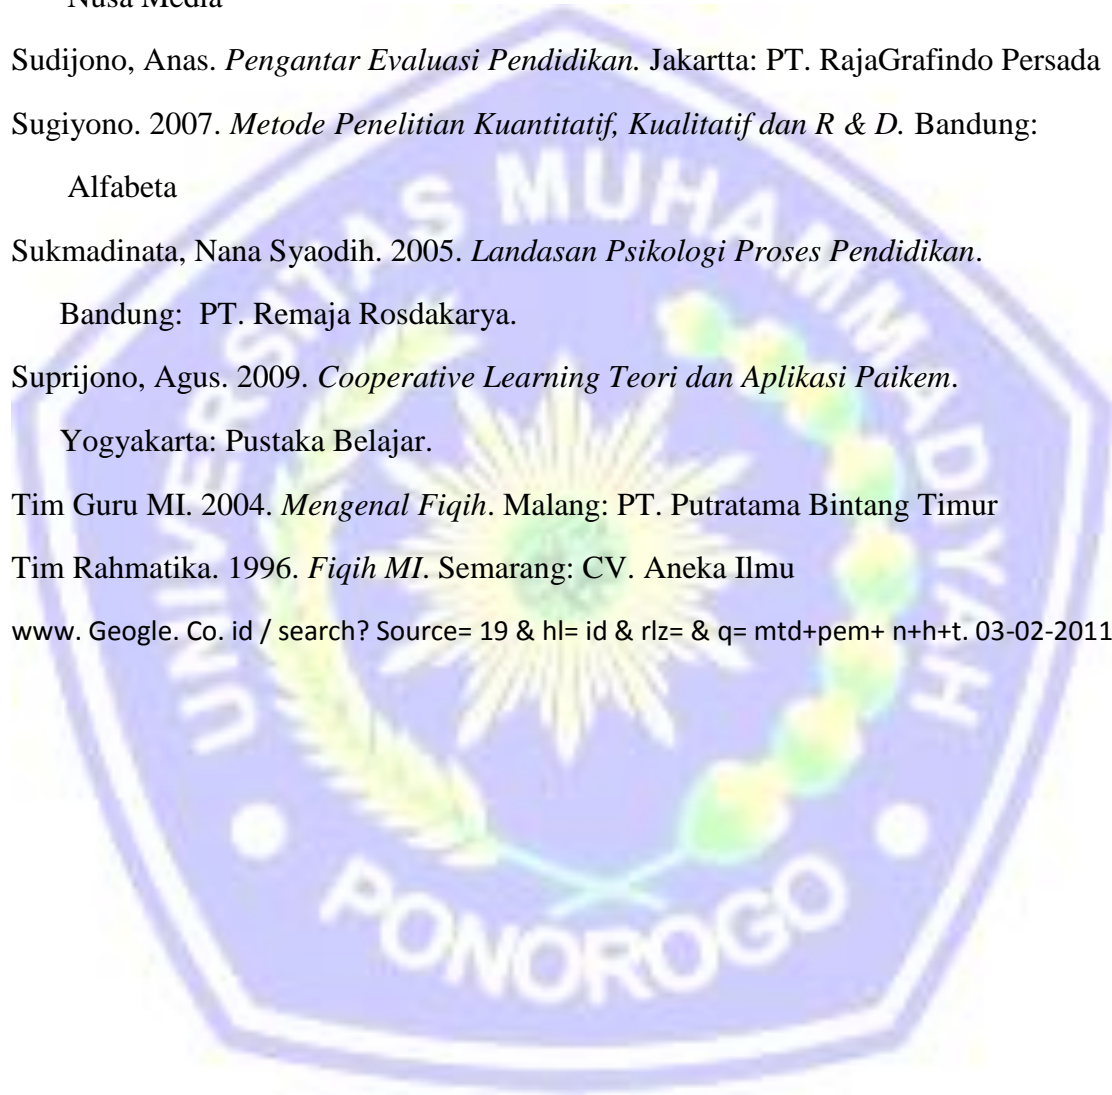 Nusa Media
Sudijono, Anas. Pengantar Evaluasi Pendidikan. Jakartta: PT. RajaGrafindo Persada
Sugiyono. 2007. Metode Penelitian Kuantitatif, Kualitatif dan R & D. Bandung:
Alfabeta
Sukmadinata, Nana Syaodih. 2005. Landasan Psikologi Proses Pendidikan.
Bandung: PT. Remaja Rosdakarya.
Suprijono, Agus. 2009. Cooperative Learning Teori dan Aplikasi Paikem.
Yogyakarta: Pustaka Belajar.
Tim Guru MI. 2004. Mengenal Fiqih. Malang: PT. Putratama Bintang Timur
Tim Rahmatika. 1996. Fiqih MI. Semarang: CV. Aneka Ilmu
www. Geogle. Co. id / search? Source= 19 & hl= id & rlz= & q= mtd+pem+ n+h+t. 03-02-2011
UNIVERSITAS MUHAMMADIYAH
PONOROGO